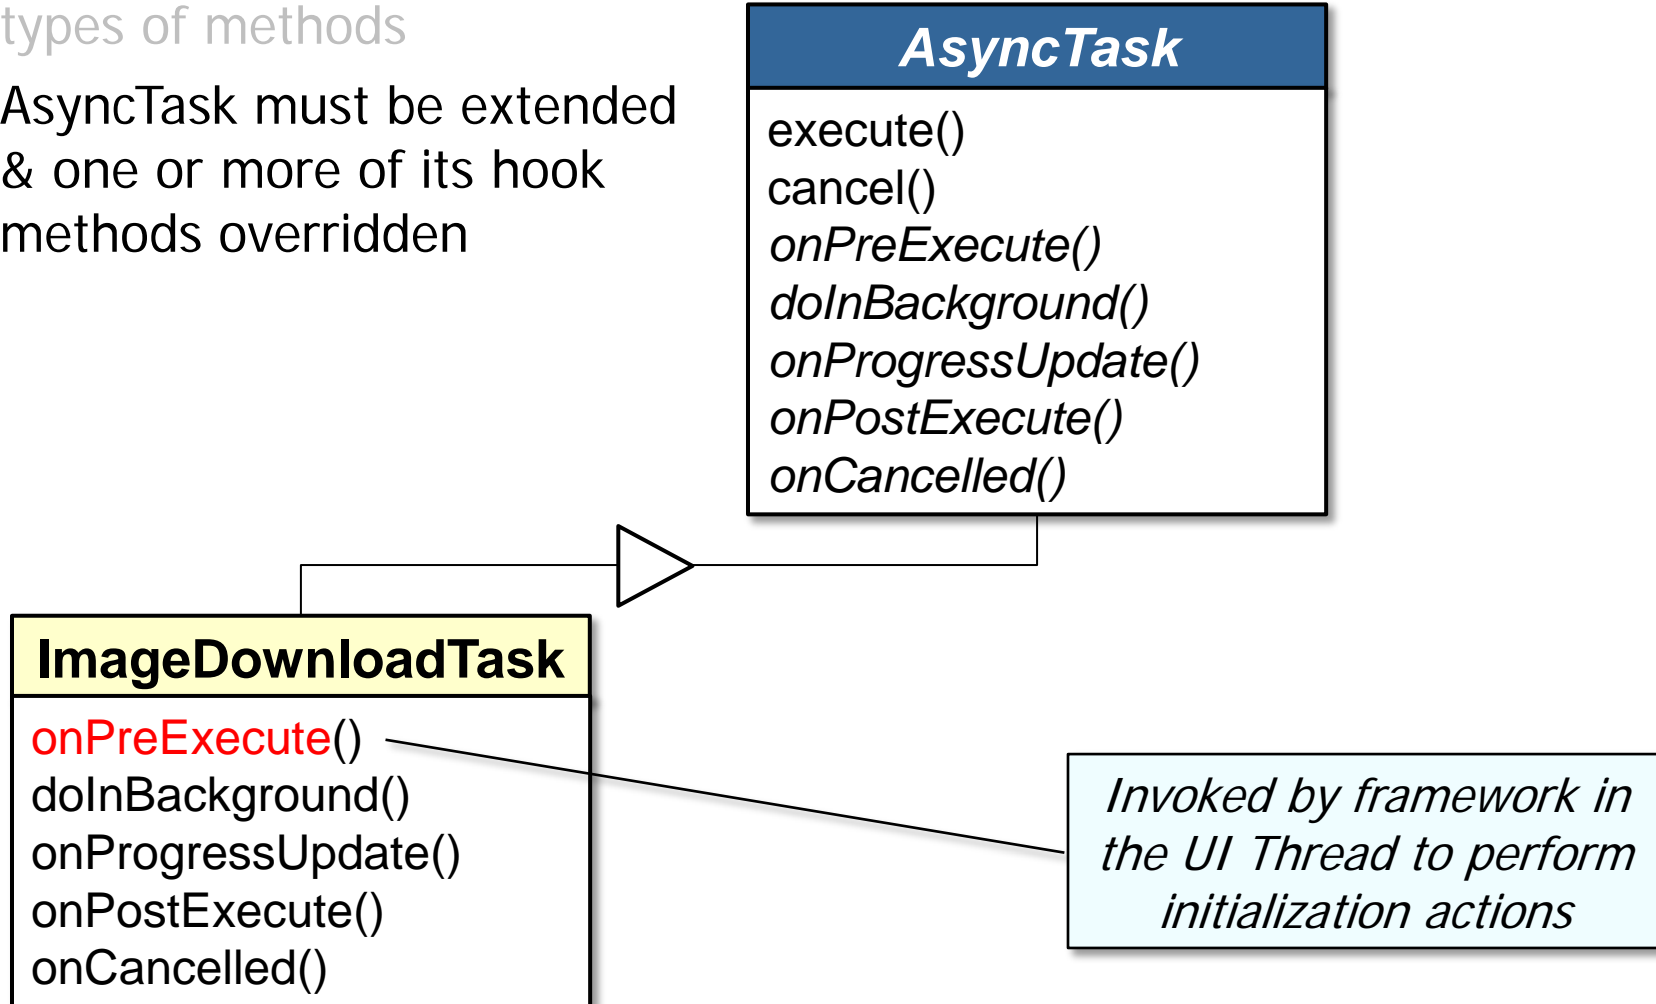 types of methods
AsyncTask must be extended
& one or more of its hook
methods overridden
AsyncTask
execute()
cancel()
onPreExecute()
doInBackground()
onProgressUpdate()
onPostExecute()
onCancelled()
ImageDownloadTask
onPreExecute()
doInBackground()
onProgressUpdate()
onPostExecute()
onCancelled()
Invoked by framework in
the UI Thread to perform
initialization actions